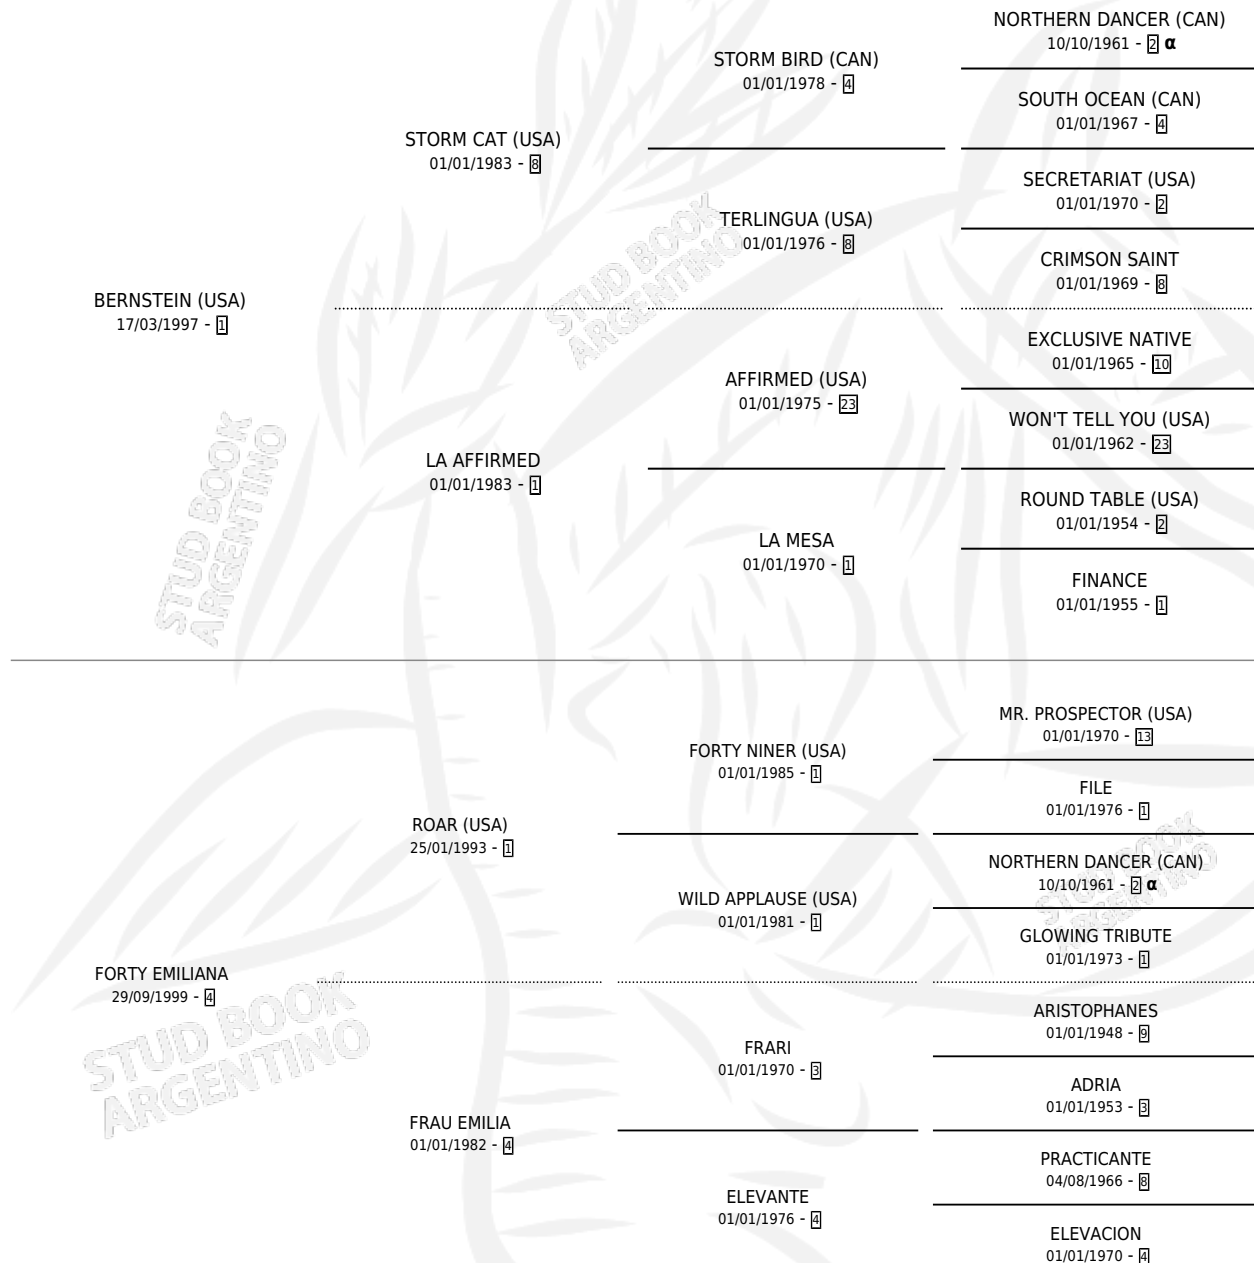 NORTHERN DANCER (CAN)
10/10/1961 - 2 α
STORM BIRD (CAN)
01/01/1978 - 4
SOUTH OCEAN (CAN)
01/01/1967 - 4
STORM CAT (USA)
01/01/1983 - 8
SECRETARIAT (USA)
01/01/1970 - 2
TERLINGUA (USA)
01/01/1976 - 8
CRIMSON SAINT
01/01/1969 - 8
BERNSTEIN (USA)
17/03/1997 - 1
EXCLUSIVE NATIVE
01/01/1965 - 10
AFFIRMED (USA)
01/01/1975 - 23
WON'T TELL YOU (USA)
01/01/1962 - 23
LA AFFIRMED
01/01/1983 - 1
ROUND TABLE (USA)
01/01/1954 - 2
LA MESA
01/01/1970 - 1
FINANCE
01/01/1955 - 1
MR. PROSPECTOR (USA)
01/01/1970 - 13
FORTY NINER (USA)
01/01/1985 - 1
FILE
01/01/1976 - 1
ROAR (USA)
25/01/1993 - 1
NORTHERN DANCER (CAN)
10/10/1961 - 2 α
WILD APPLAUSE (USA)
01/01/1981 - 1
GLOWING TRIBUTE
01/01/1973 - 1
FORTY EMILIANA
29/09/1999 - 4
ARISTOPHANES
01/01/1948 - 9
FRARI
01/01/1970 - 3
ADRIA
01/01/1953 - 3
FRAU EMILIA
01/01/1982 - 4
PRACTICANTE
04/08/1966 - 8
ELEVANTE
01/01/1976 - 4
ELEVACION
01/01/1970 - 4
STUD BOOK
ARGENTINO
STUD BOOK
ARGENTINO
STUD BOOK
ARGENTINO
STUD BOOK
ARGENTINO